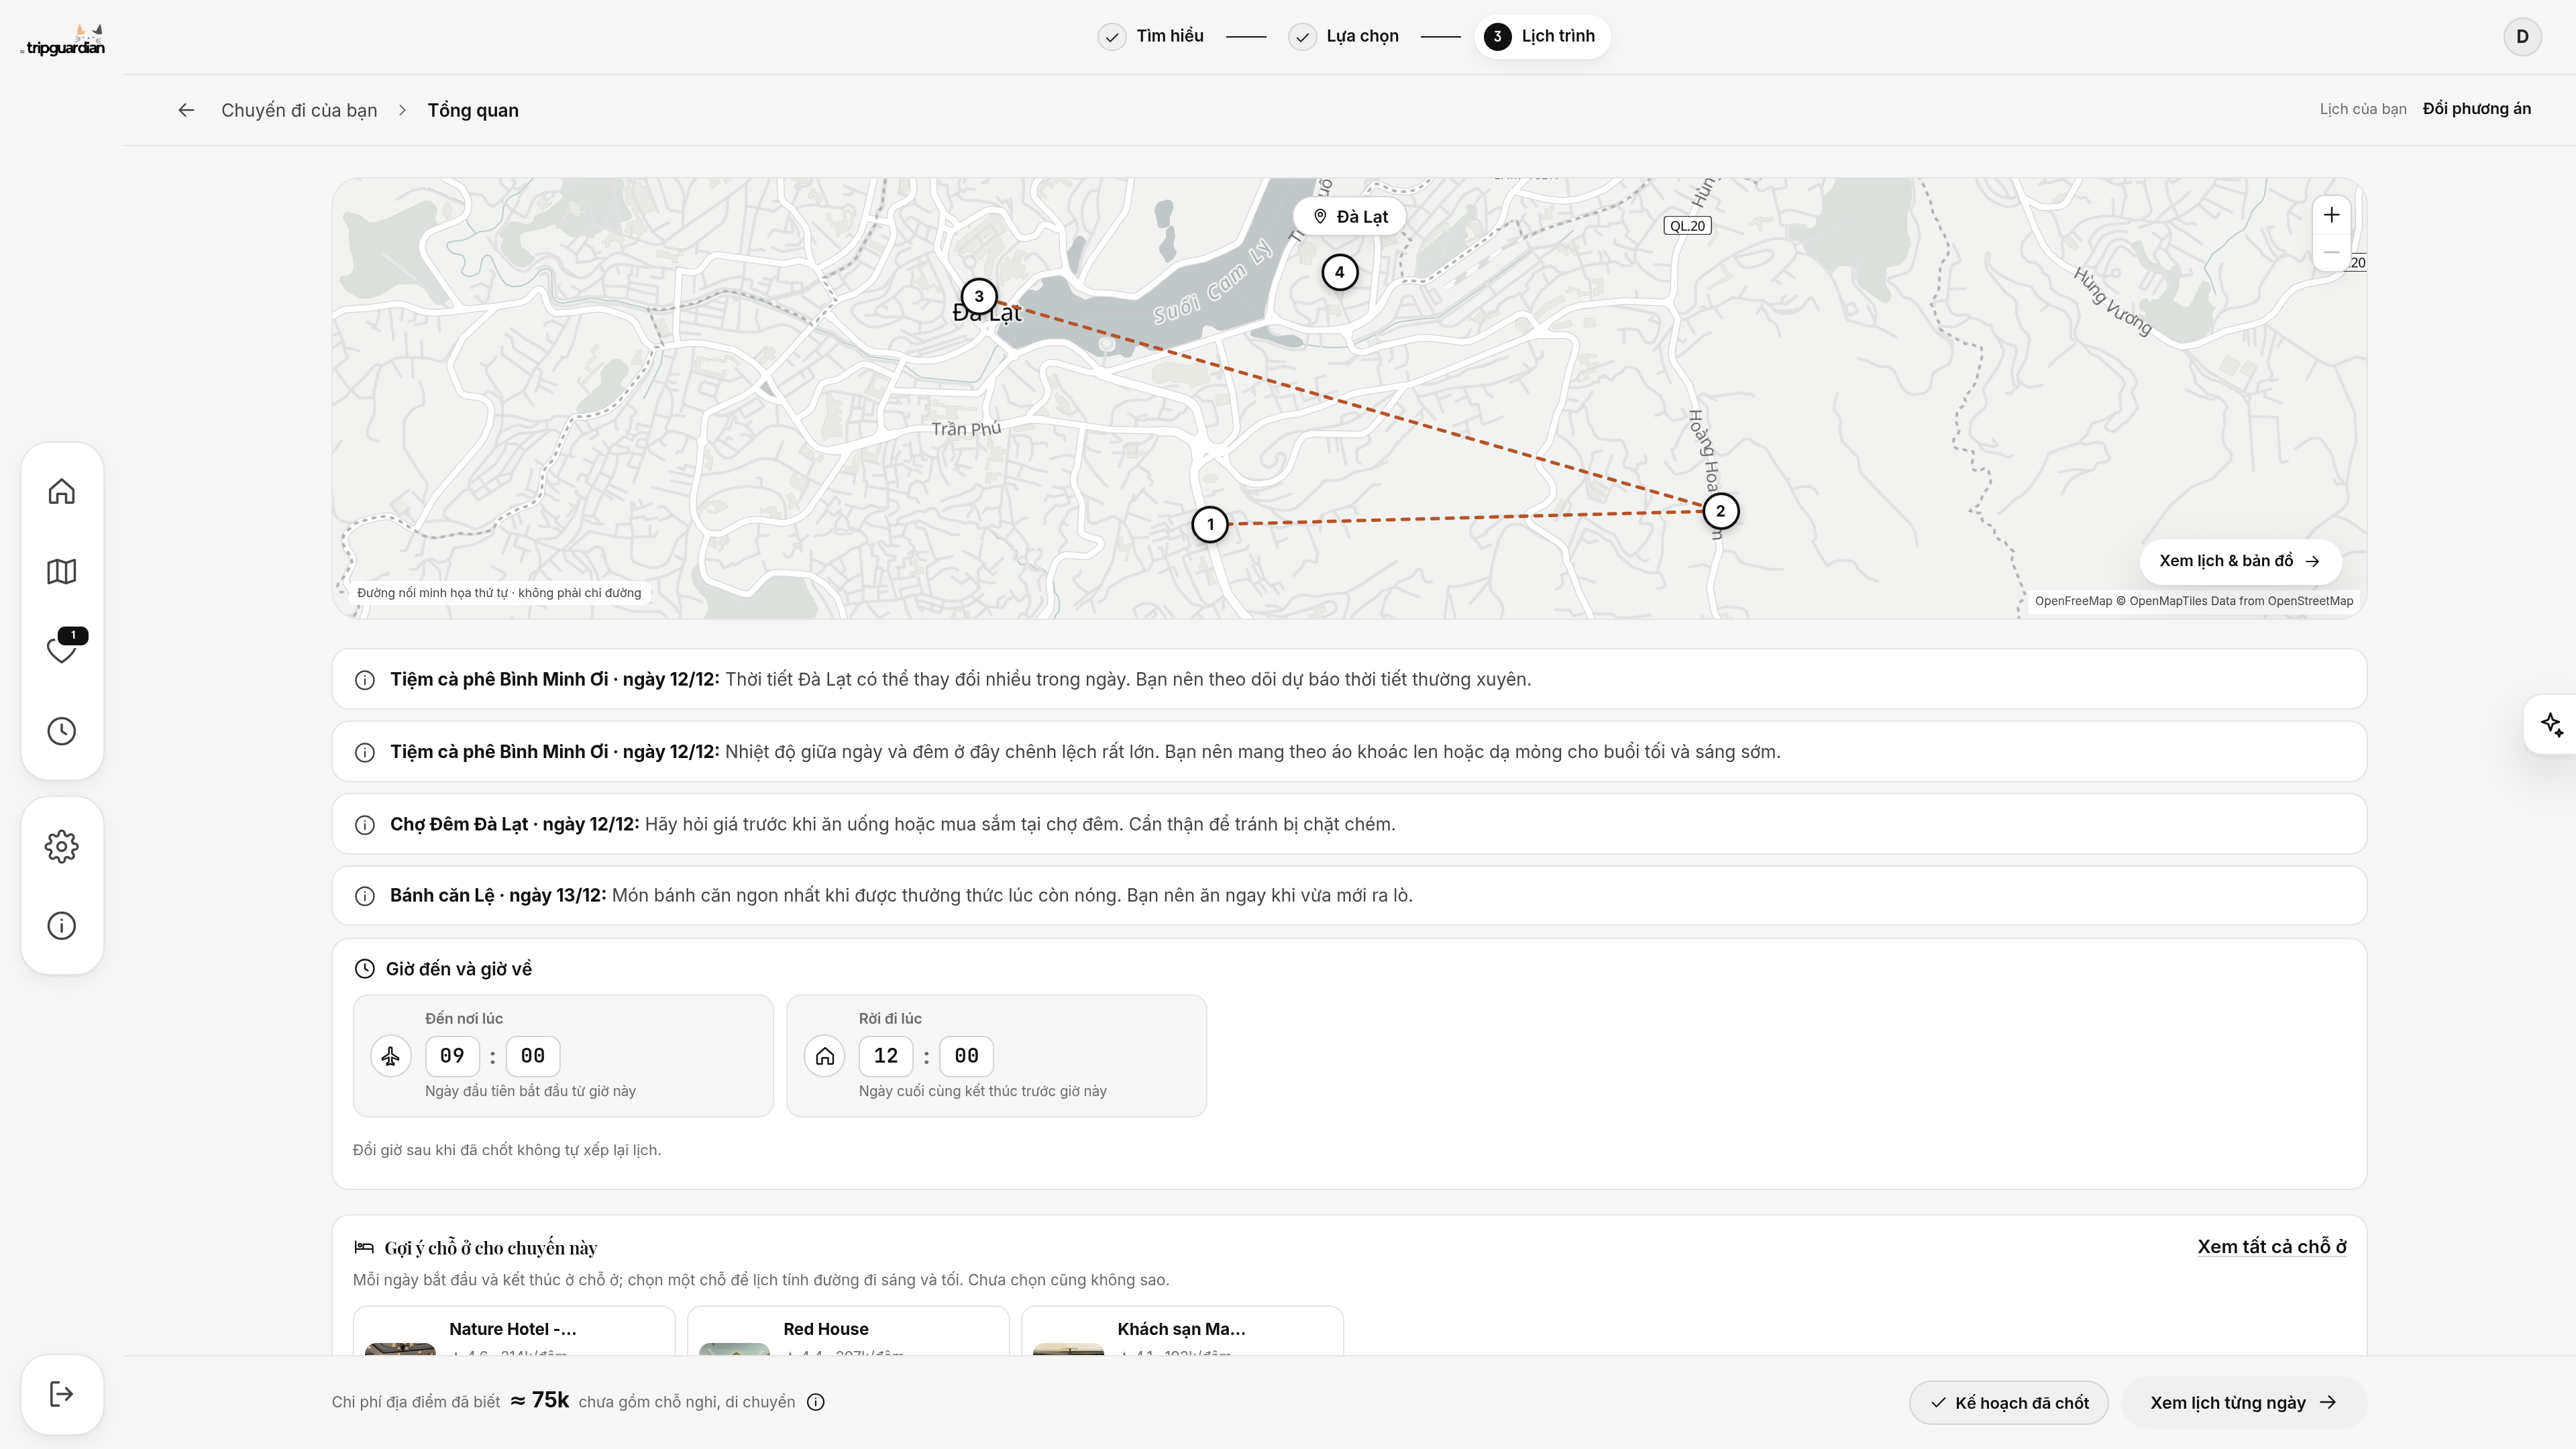 tripguardian
Tìm hiểu
Lựa chọn
3 Lịch trình
D
Chuyến đi của bạn
Tổng quan
Lịch của bạn
Đổi phương án
Đà Lạt
QL.20
Suối Cam Ly
Hùng Vương
Đà Lạt
Trần Phú
1
2
3
4
Xem lịch & bản đồ
Đường nối minh họa thứ tự · không phải chỉ đường
OpenFreeMap © OpenMapTiles Data from OpenStreetMap
1
Tiệm cà phê Bình Minh Ơi · ngày 12/12: Thời tiết Đà Lạt có thể thay đổi nhiều trong ngày. Bạn nên theo dõi dự báo thời tiết thường xuyên.
Tiệm cà phê Bình Minh Ơi · ngày 12/12: Nhiệt độ giữa ngày và đêm ở đây chênh lệch rất lớn. Bạn nên mang theo áo khoác len hoặc dạ mỏng cho buổi tối và sáng sớm.
Chợ Đêm Đà Lạt · ngày 12/12: Hãy hỏi giá trước khi ăn uống hoặc mua sắm tại chợ đêm. Cẩn thận để tránh bị chặt chém.
Bánh căn Lệ · ngày 13/12: Món bánh căn ngon nhất khi được thưởng thức lúc còn nóng. Bạn nên ăn ngay khi vừa mới ra lò.
Giờ đến và giờ về
Đến nơi lúc
09 : 00
Ngày đầu tiên bắt đầu từ giờ này
Rời đi lúc
12 : 00
Ngày cuối cùng kết thúc trước giờ này
Đổi giờ sau khi đã chốt không tự xếp lại lịch.
Gợi ý chỗ ở cho chuyến này
Xem tất cả chỗ ở
Mỗi ngày bắt đầu và kết thúc ở chỗ ở; chọn một chỗ để lịch tính đường đi sáng và tối. Chưa chọn cũng không sao.
Nature Hotel -...
Red House
Khách sạn Ma...
Chi phí địa điểm đã biết ≈ 75k chưa gồm chỗ nghỉ, di chuyển
Kế hoạch đã chốt
Xem lịch từng ngày